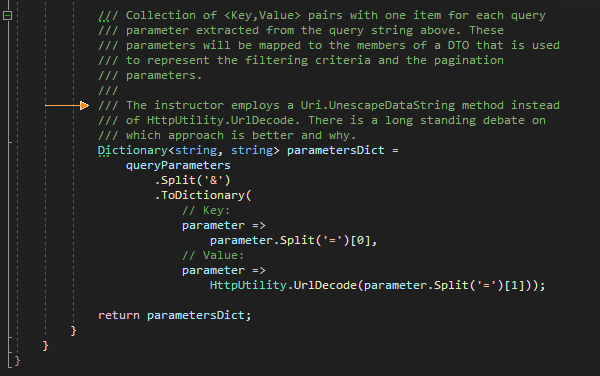 /// Collection of <Key,Value> pairs with one item for each query
/// parameter extracted from the query string above. These
/// parameters will be mapped to the members of a DTO that is used
/// to represent the filtering criteria and the pagination
/// parameters.
///
/// The instructor employs a Uri.UnescapeDataString method instead
/// of HttpUtility.UrlDecode. There is a long standing debate on
/// which approach is better and why.
Dictionary<string, string> parametersDict =
queryParameters
.Split('&')
.ToDictionary(
// Key:
parameter =>
parameter.Split('=')[0],
// Value:
parameter =>
HttpUtility.UrlDecode(parameter.Split('=')[1]));
return parametersDict;
}
}
}